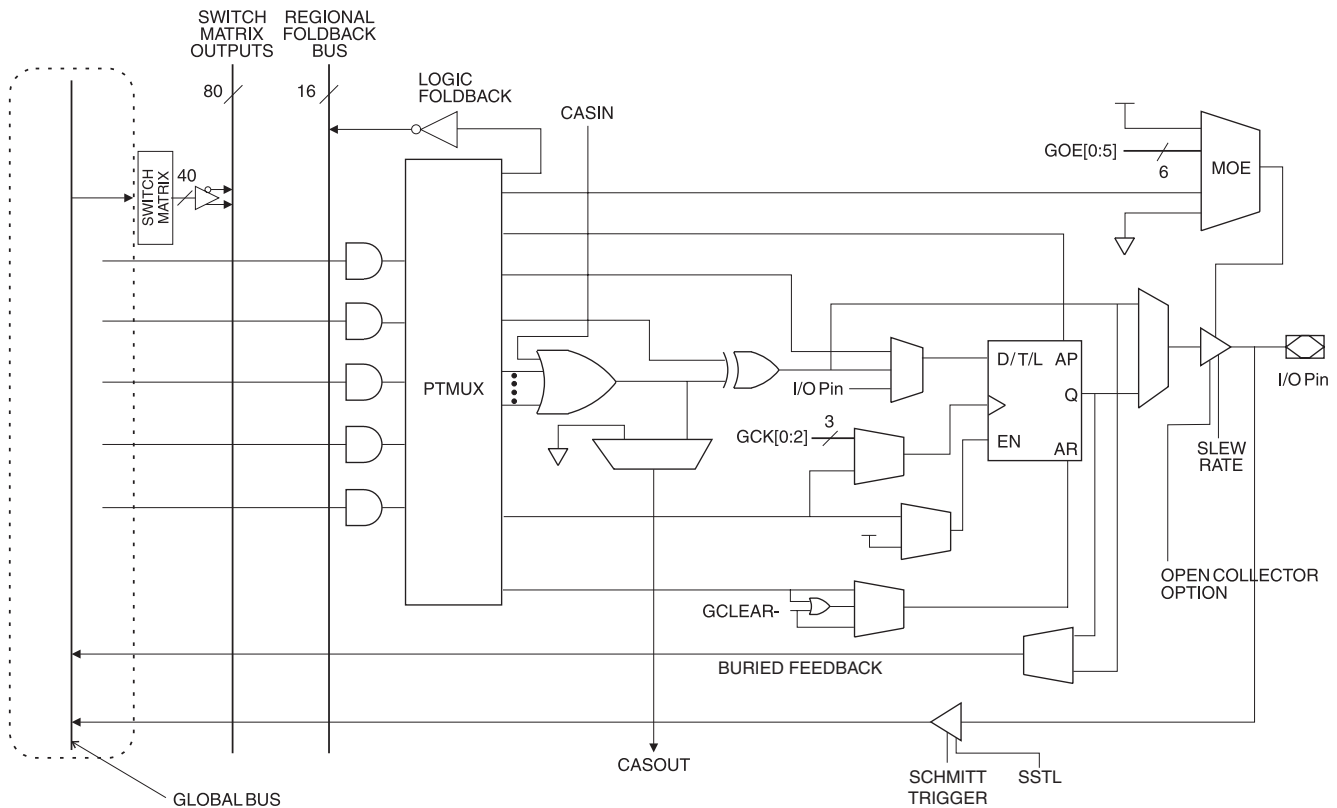 SWITCH
MATRIX
OUTPUTS
REGIONAL
FOLDBACK
BUS
80
16
LOGIC
FOLDBACK
CASIN
GOE[0:5]
6
MOE
SWITCH
MATRIX
40
PTMUX
D/T/L
AP
Q
EN
AR
I/O Pin
I/O Pin
GCK[0:2]
3
SLEW
RATE
OPEN COLLECTOR
OPTION
GCLEAR-
BURIED FEEDBACK
CASOUT
SCHMITT
TRIGGER
SSTL
GLOBAL BUS